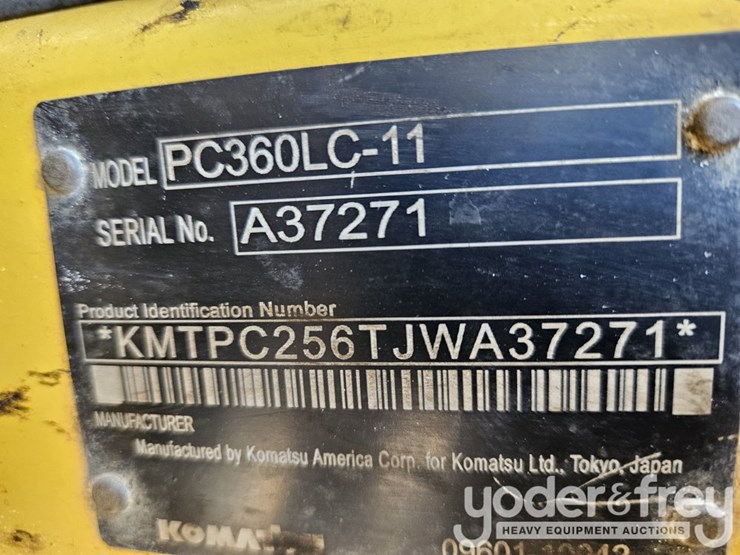 MODEL PC360LC-11
SERIAL No. A37271
Product Identification Number
*KMTPC256TJWA37271*
MANUFACTURER
Manufactured by Komatsu America Corp. for Komatsu Ltd., Tokyo, Japan
yoder&frey
HEAVY EQUIPMENT AUCTIONS